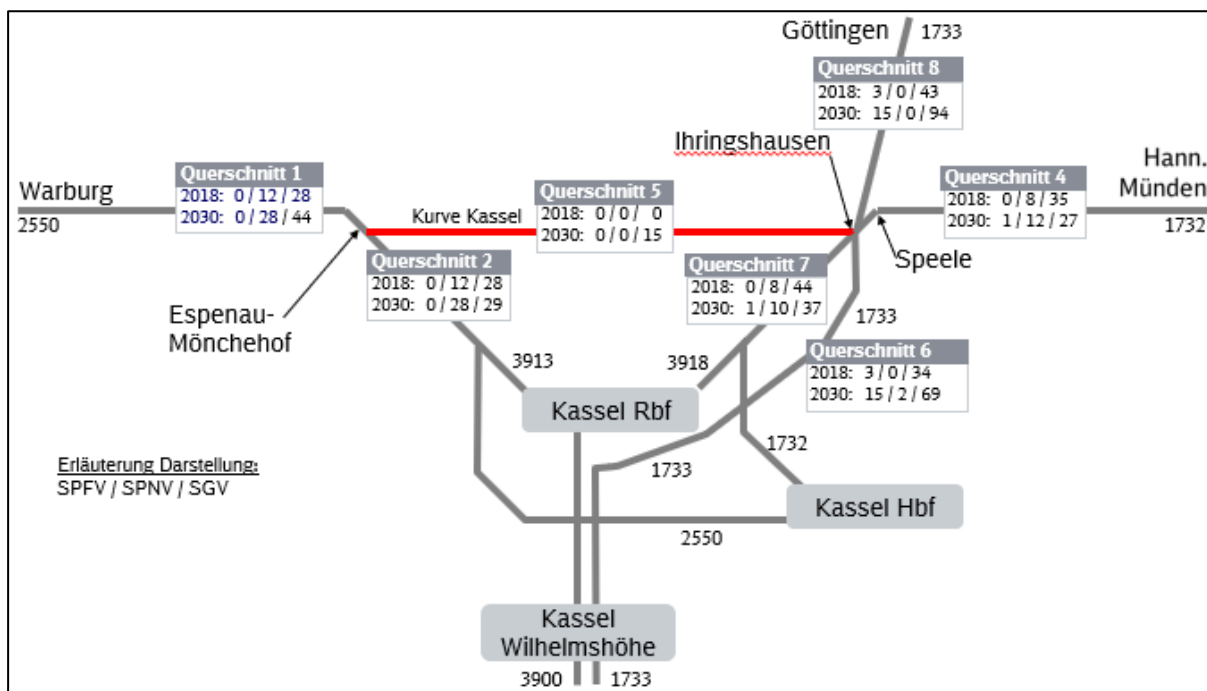 Göttingen
1733
Querschnitt 8
2018: 3 / 0 / 43
2030: 15 / 0 / 94
Ihringshausen
Hann.
Münden
Querschnitt 1
2018: 0 / 12 / 28
2030: 0 / 28 / 44
Warburg
2550
Querschnitt 5
2018: 0 / 0 / 0
2030: 0 / 0 / 15
Kurve Kassel
Querschnitt 4
2018: 0 / 8 / 35
2030: 1 / 12 / 27
1732
Speele
Querschnitt 2
2018: 0 / 12 / 28
2030: 0 / 28 / 29
Querschnitt 7
2018: 0 / 8 / 44
2030: 1 / 10 / 37
Espenau-
Mönchehof
1733
Querschnitt 6
2018: 3 / 0 / 34
2030: 15 / 2 / 69
3913
3918
Kassel Rbf
1732
1733
Erläuterung Darstellung:
SPFV / SPNV / SGV
Kassel Hbf
2550
Kassel
Wilhelmshöhe
3900
1733